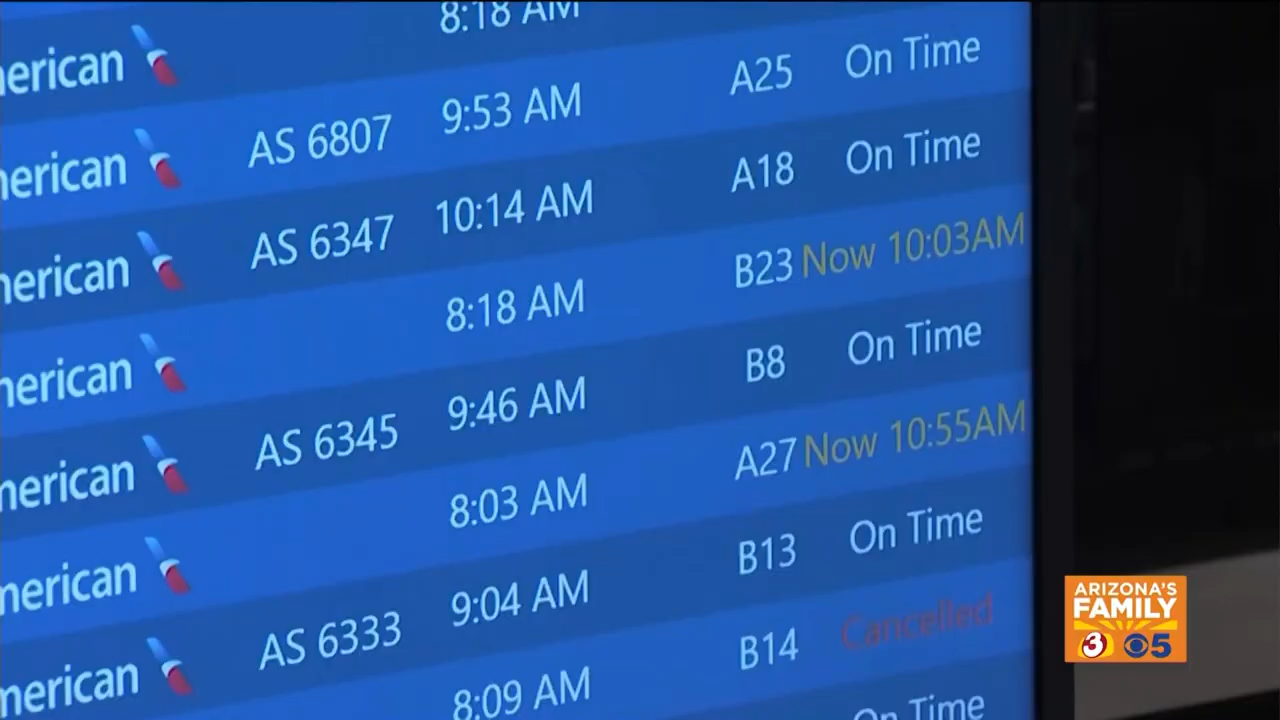 erican 8:18 AM
merican AS 6807 9:53 AM A25 On Time
merican AS 6347 10:14 AM A18 On Time
merican 8:18 AM B23 Now 10:03AM
merican AS 6345 9:46 AM B8 On Time
merican 8:03 AM A27 Now 10:55AM
merican AS 6333 9:04 AM B13 On Time
8:09 AM B14 Cancelled
On Time
ARIZONA'S
FAMILY
3 5